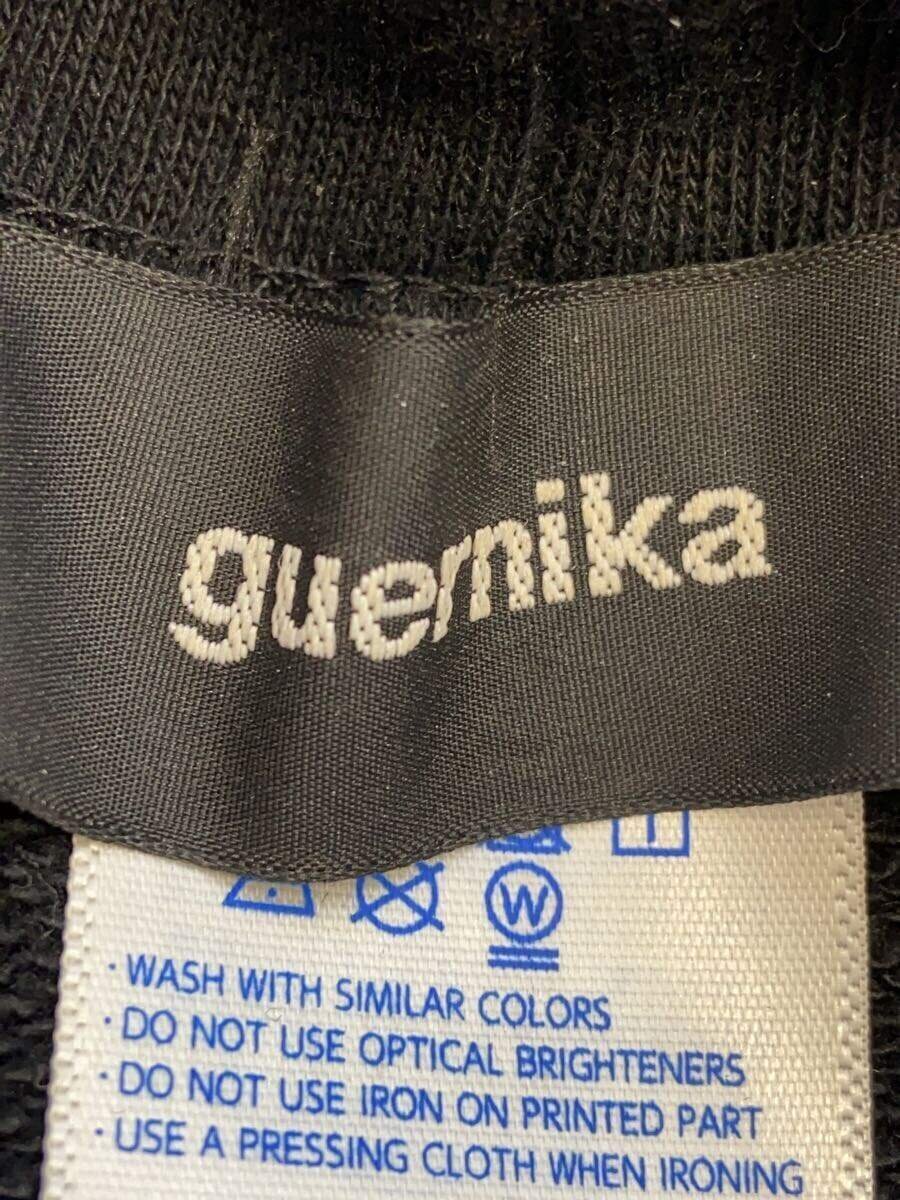 guernika
W
· WASH WITH SIMILAR COLORS
· DO NOT USE OPTICAL BRIGHTENERS
· DO NOT USE IRON ON PRINTED PART
· USE A PRESSING CLOTH WHEN IRONING